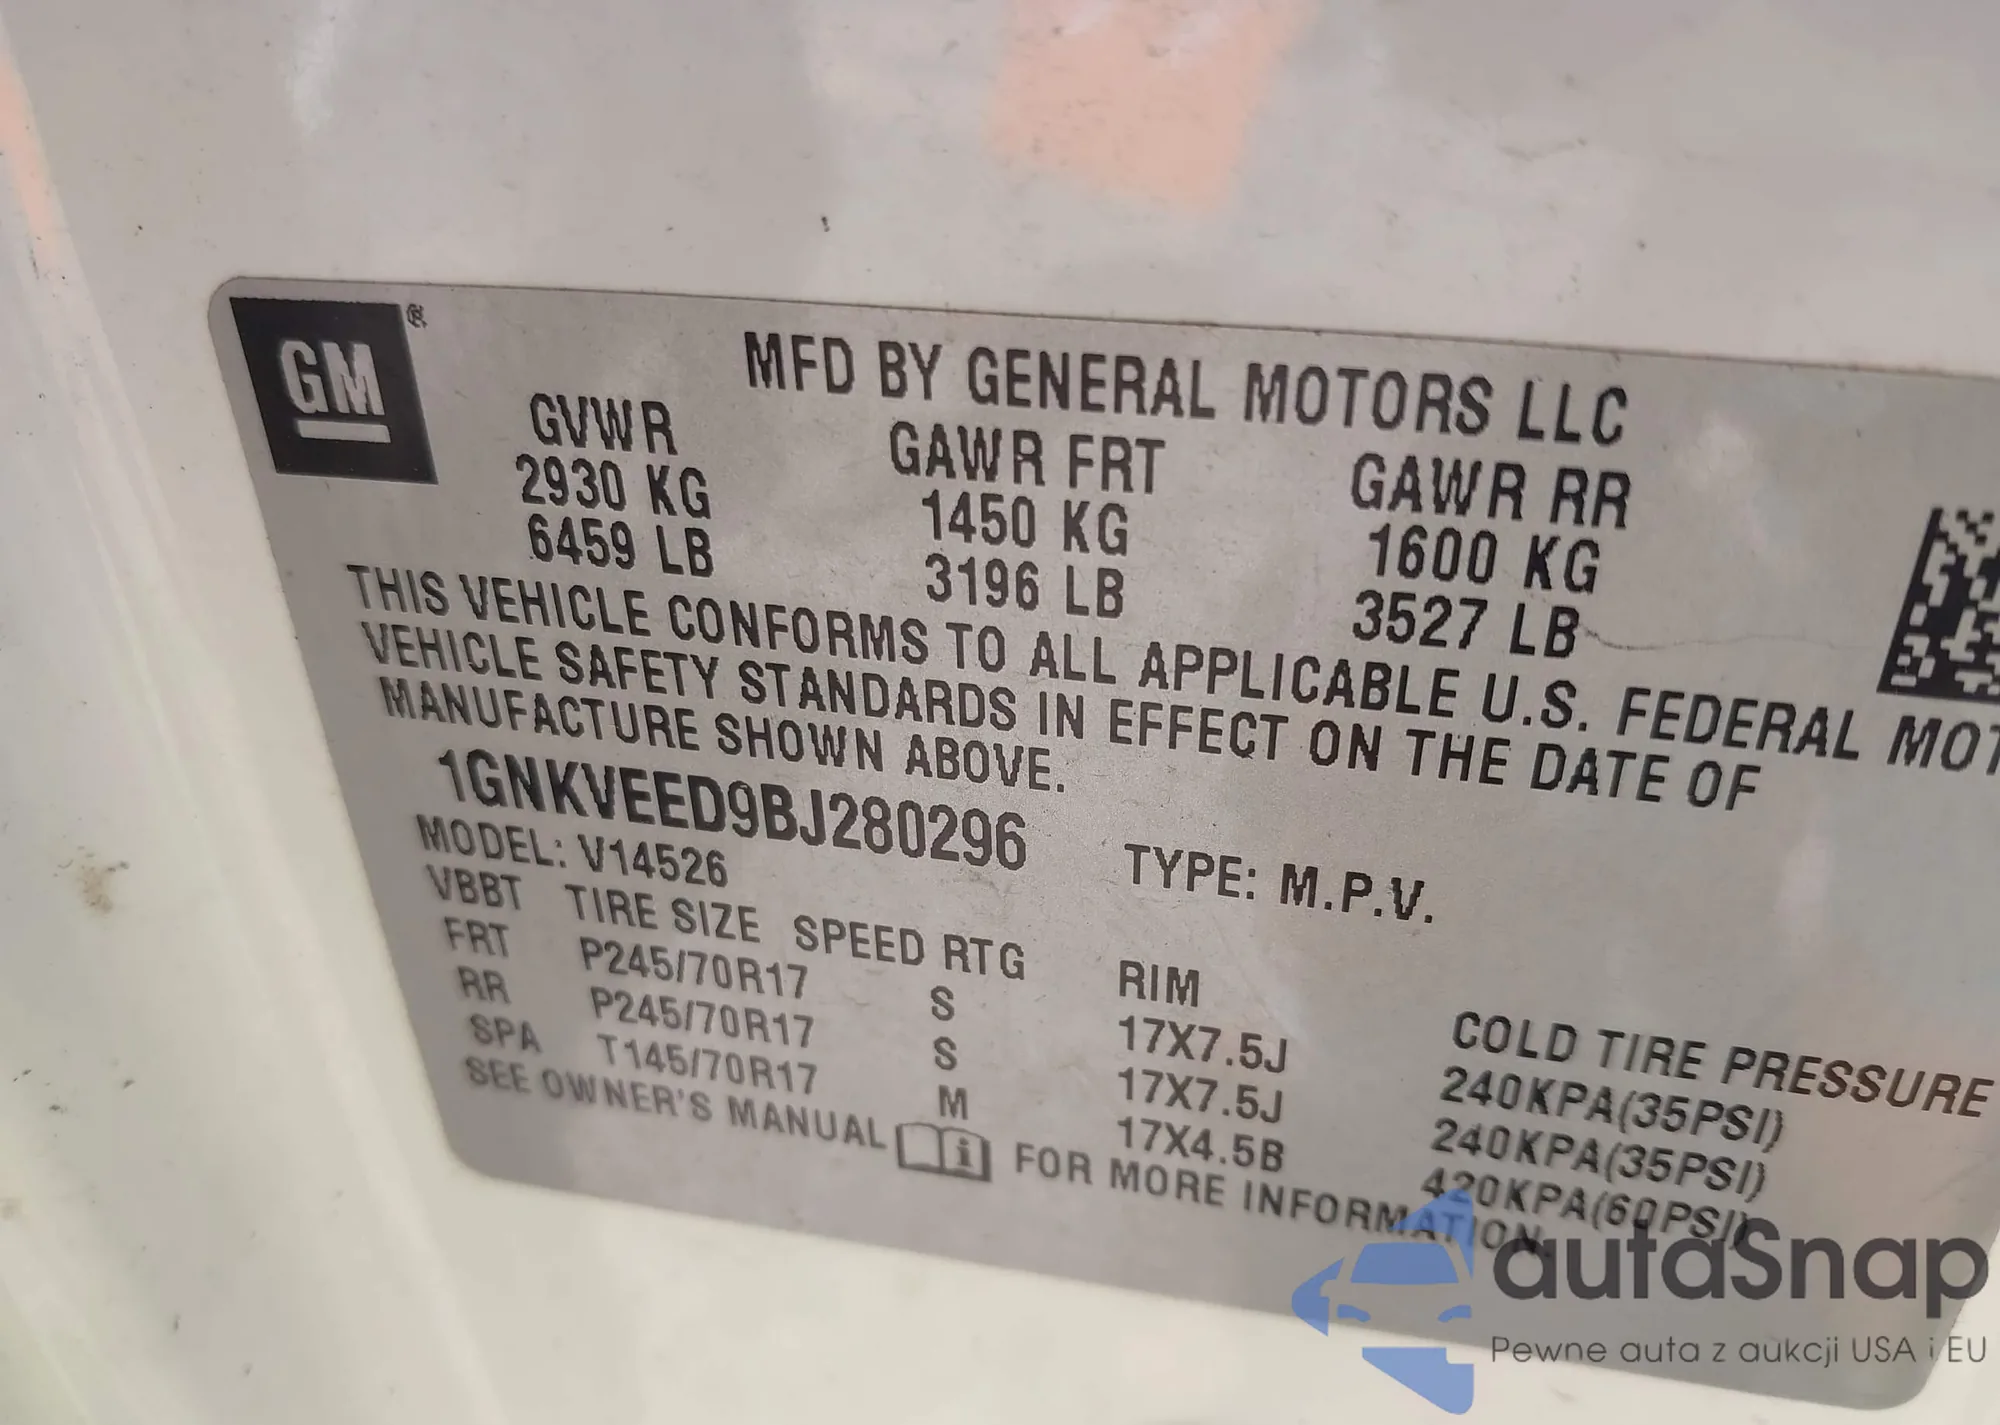 GM®
MFD BY GENERAL MOTORS LLC
GVWR GAWR FRT GAWR RR
2930 KG 1450 KG 1600 KG
6459 LB 3196 LB 3527 LB
THIS VEHICLE CONFORMS TO ALL APPLICABLE U.S. FEDERAL MOT
VEHICLE SAFETY STANDARDS IN EFFECT ON THE DATE OF
MANUFACTURE SHOWN ABOVE.
1GNKVEED9BJ280296 TYPE: M.P.V.
MODEL: V14526
VBBT TIRE SIZE SPEED RTG RIM COLD TIRE PRESSURE
FRT P245/70R17 S 17X7.5J 240KPA(35PSI)
RR P245/70R17 S 17X7.5J 240KPA(35PSI)
SPA T145/70R17 M 17X4.5B 420KPA(60PSI)
SEE OWNER'S MANUAL i FOR MORE INFORMATION.
autaSnap
Pewne auta z aukcji USA i EU